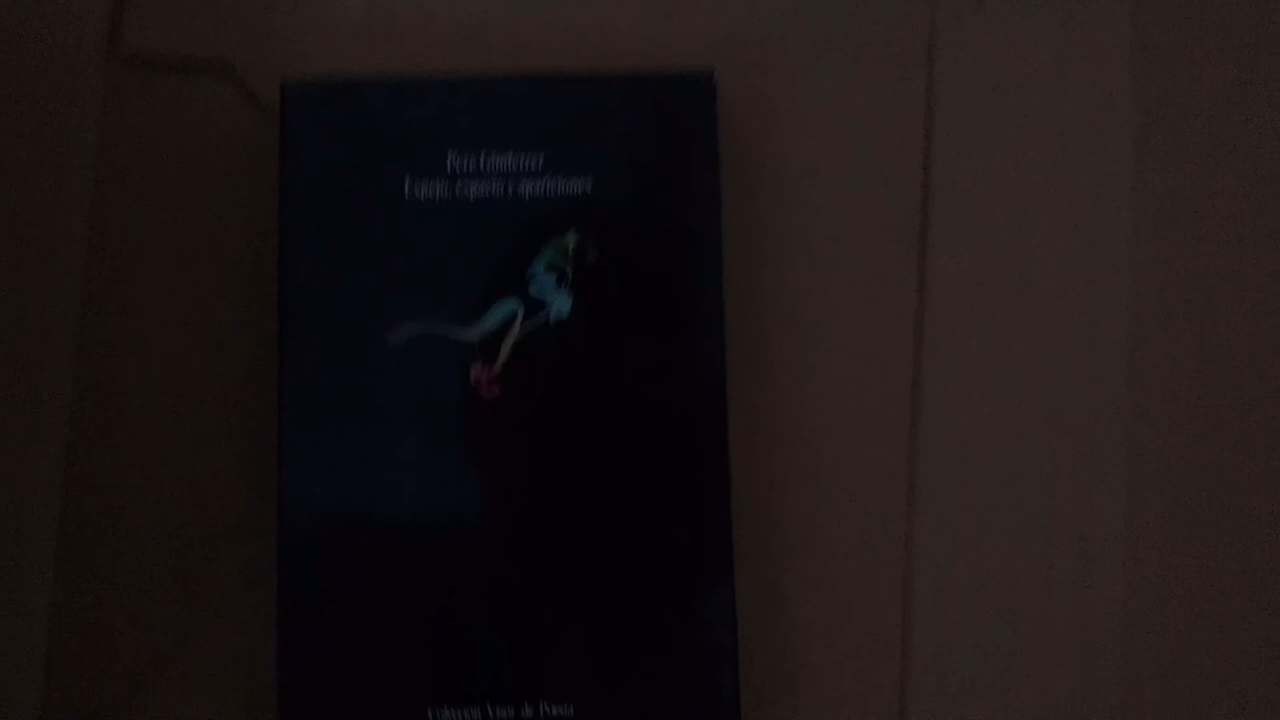 Pere Gimferrer
Espejo, espacio y apariciones
Colección Visor de Poesía